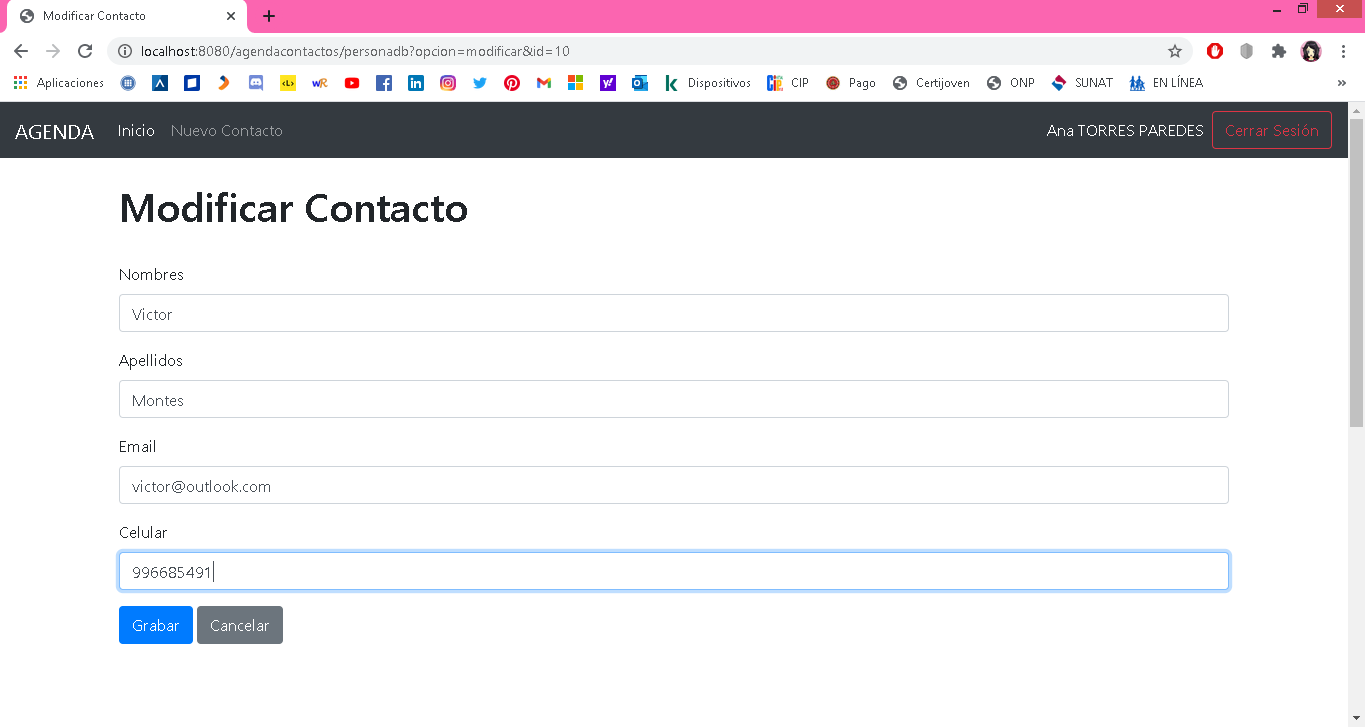 Modificar Contacto
localhost:8080/agendacontactos/personadb?opcion=modificar&id=10
Aplicaciones Dispositivos CIP Pago Certijoven ONP SUNAT EN LÍNEA »
AGENDA Inicio Nuevo Contacto Ana TORRES PAREDES Cerrar Sesión
Modificar Contacto
Nombres
Victor
Apellidos
Montes
Email
victor@outlook.com
Celular
996685491
Grabar Cancelar